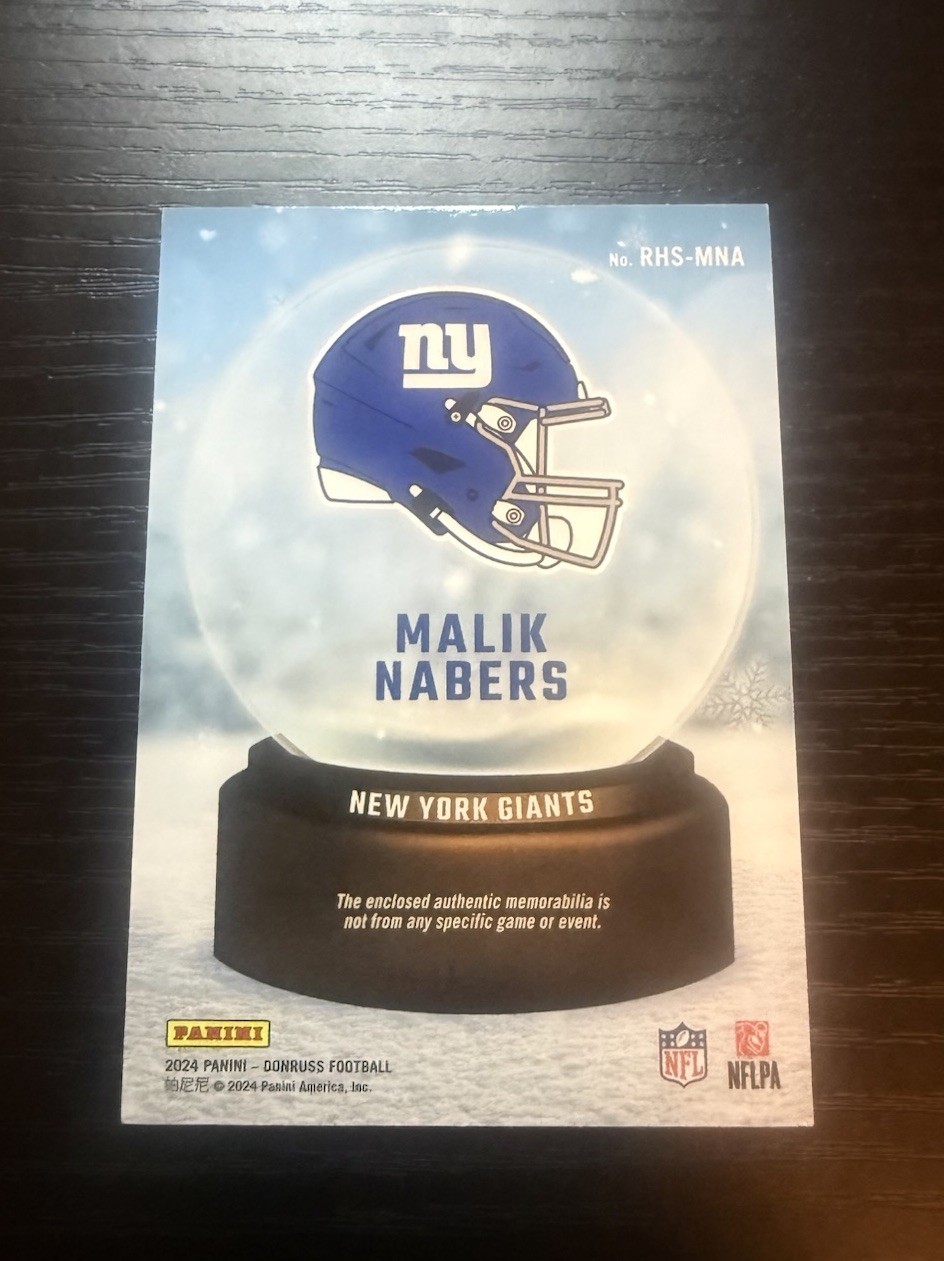 No. RHS-MNA
ny
MALIK
NABERS
NEW YORK GIANTS
The enclosed authentic memorabilia is
not from any specific game or event.
PANINI
2024 PANINI – DONRUSS FOOTBALL
帕尼尼 © 2024 Panini America, Inc.
NFL
NFLPA